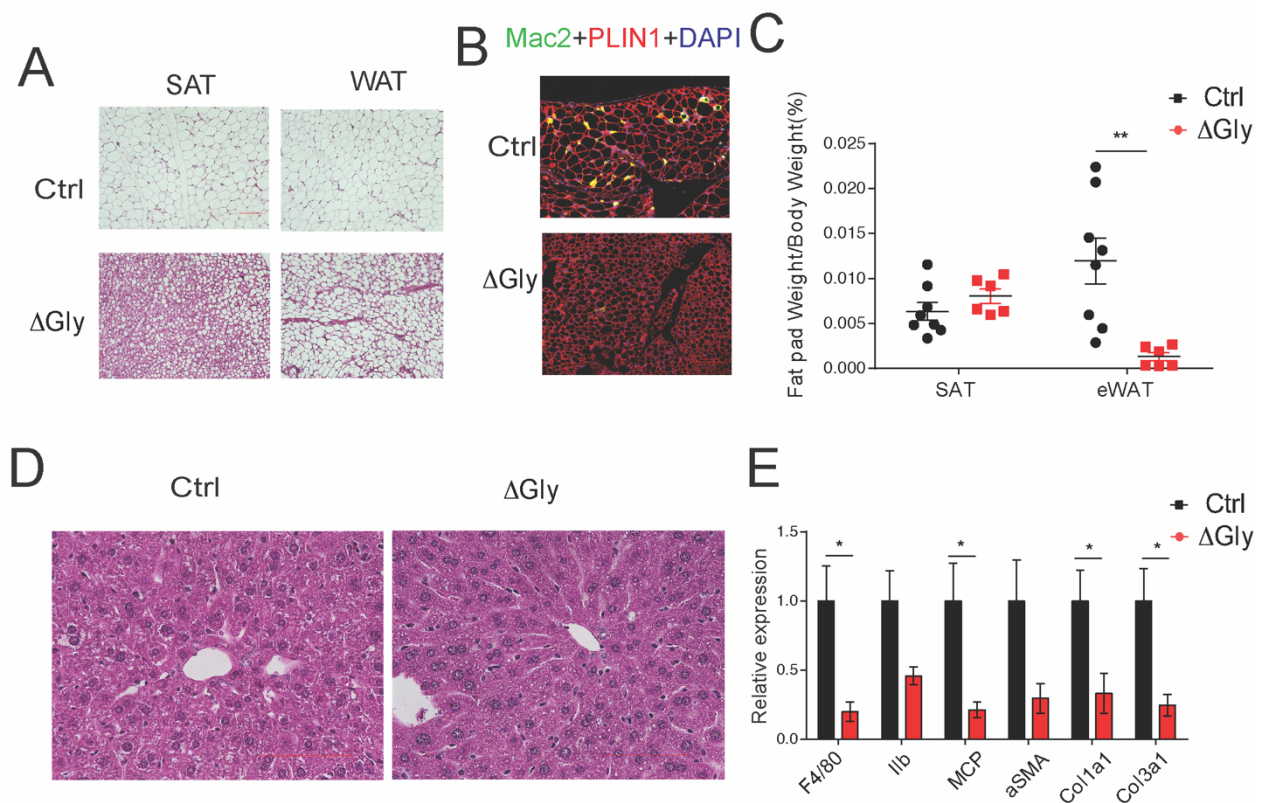 A
SAT
WAT
Ctrl
ΔGly
B
Mac2+PLIN1+DAPI
Ctrl
ΔGly
C
Ctrl
ΔGly
Fat pad Weight/Body Weight(%)
0.025
0.020
0.015
0.010
0.005
0.000
**
SAT
eWAT
D
Ctrl
ΔGly
E
Ctrl
ΔGly
Relative expression
1.5
1.0
0.5
0.0
*
*
*
*
F4/80
Ilb
MCP
aSMA
Col1a1
Col3a1